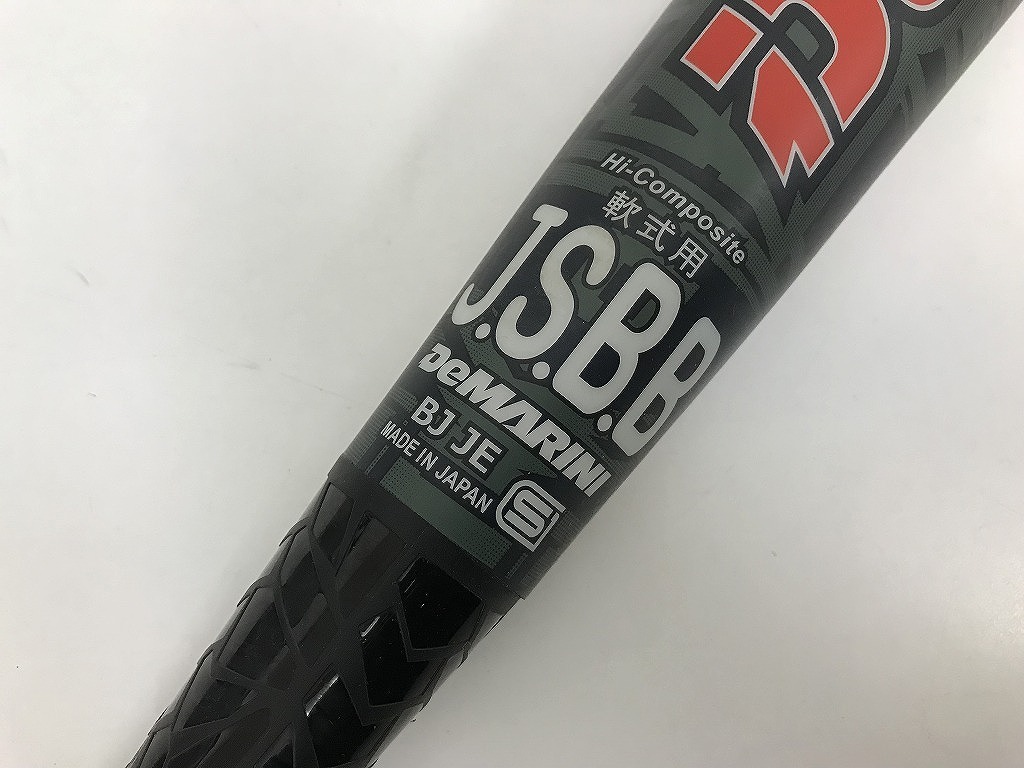 Hi-Composite
軟式用
J.S.B.B
DeMARINI
BJ JE
MADE IN JAPAN
S